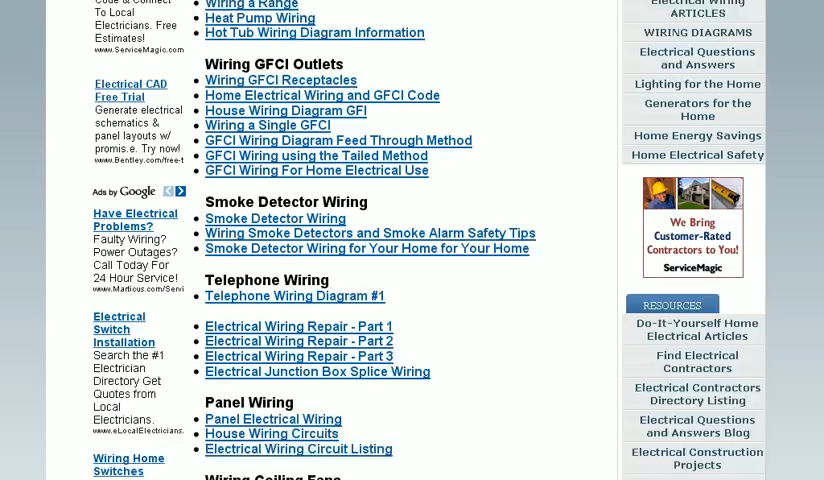 Code & Connect
To Local
Electricians. Free
Estimates!
www.ServiceMagic.com
Electrical CAD
Free Trial
Generate electrical
schematics &
panel layouts w/
promis.e. Try now!
www.Bentley.com/free-t
Ads by Google
Have Electrical
Problems?
Faulty Wiring?
Power Outages?
Call Today For
24 Hour Service!
www.Marticus.com/Servi
Electrical
Switch
Installation
Search the #1
Electrician
Directory Get
Quotes from
Local
Electricians.
www.eLocalElectricians.
Wiring Home
Switches
Wiring a Range
Heat Pump Wiring
Hot Tub Wiring Diagram Information
Wiring GFCI Outlets
Wiring GFCI Receptacles
Home Electrical Wiring and GFCI Code
House Wiring Diagram GFI
Wiring a Single GFCI
GFCI Wiring Diagram Feed Through Method
GFCI Wiring using the Tailed Method
GFCI Wiring For Home Electrical Use
Smoke Detector Wiring
Smoke Detector Wiring
Wiring Smoke Detectors and Smoke Alarm Safety Tips
Smoke Detector Wiring for Your Home for Your Home
Telephone Wiring
Telephone Wiring Diagram #1
Electrical Wiring Repair - Part 1
Electrical Wiring Repair - Part 2
Electrical Wiring Repair - Part 3
Electrical Junction Box Splice Wiring
Panel Wiring
Panel Electrical Wiring
House Wiring Circuits
Electrical Wiring Circuit Listing
Wiring Ceiling Fans
Electrical Wiring
ARTICLES
WIRING DIAGRAMS
Electrical Questions
and Answers
Lighting for the Home
Generators for the
Home
Home Energy Savings
Home Electrical Safety
We Bring
Customer-Rated
Contractors to You!
ServiceMagic
RESOURCES
Do-It-Yourself Home
Electrical Articles
Find Electrical
Contractors
Electrical Contractors
Directory Listing
Electrical Questions
and Answers Blog
Electrical Construction
Projects